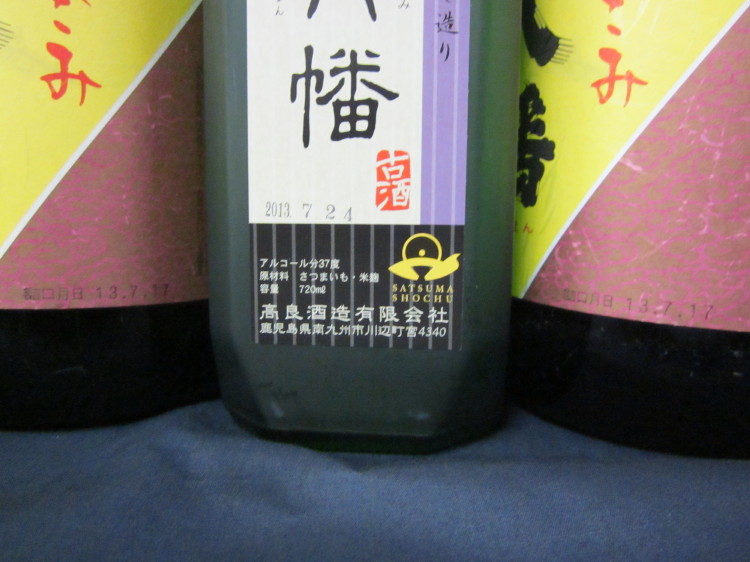 こみ
八幡
造り
古酒
2013. 7 24
アルコール分37度
原材料 さつまいも・米麹
容量 720mℓ
SATSUMA
SHOCHU
高良酒造有限会社
鹿児島県南九州市川辺町宮4340
詰口月日 13.7.17
こみ
詰口月日 13.7.17